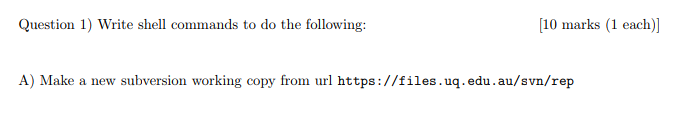 Question 1) Write shell commands to do the following: [10 marks (1 each)]
A) Make a new subversion working copy from url https://files.uq.edu.au/svn/rep